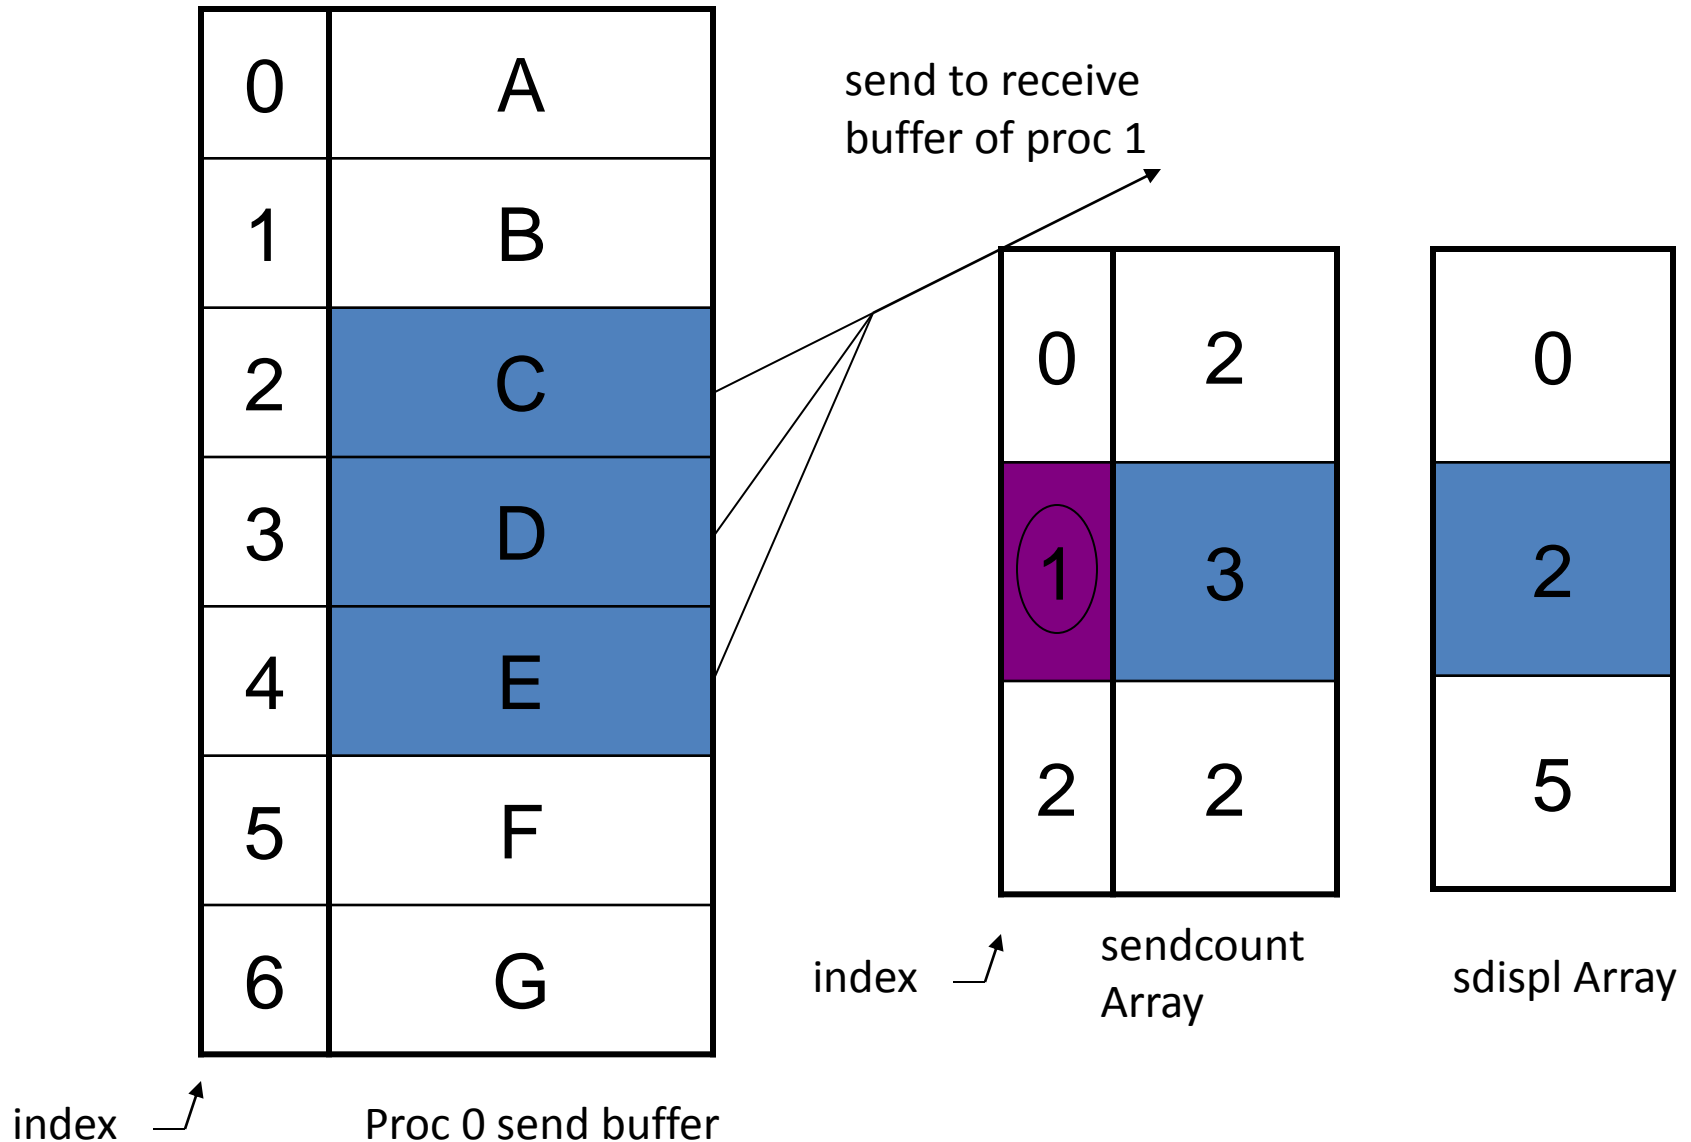 0 A
1 B
2 C
3 D
4 E
5 F
6 G
index
Proc 0 send buffer
send to receive
buffer of proc 1
0 2
1 3
2 2
index
sendcount
Array
0
2
5
sdispl Array